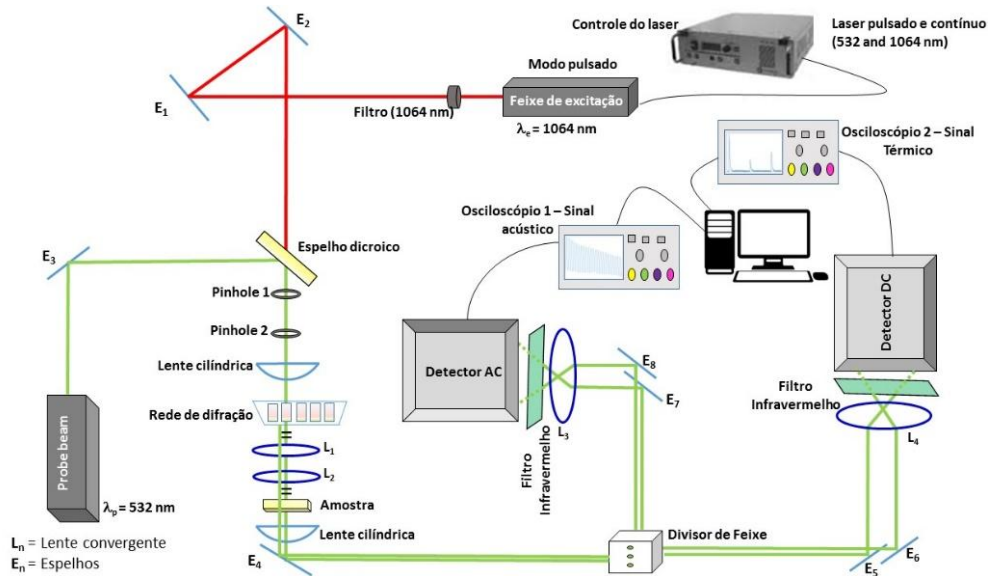 E2
Controle do laser
Laser pulsado e contínuo
(532 and 1064 nm)
Modo pulsado
Feixe de excitação
E1
Filtro (1064 nm)
λe = 1064 nm
Osciloscópio 2 – Sinal
Térmico
Osciloscópio 1 – Sinal
acústico
E3
Espelho dicroico
Pinhole 1
Pinhole 2
Lente cilíndrica
Rede de difração
L1
L2
Amostra
Lente cilíndrica
E4
Probe beam
λp = 532 nm
Ln = Lente convergente
En = Espelhos
Detector AC
Filtro
Infravermelho
L3
E8
E7
Detector DC
Filtro
Infravermelho
L4
Divisor de Feixe
E5
E6